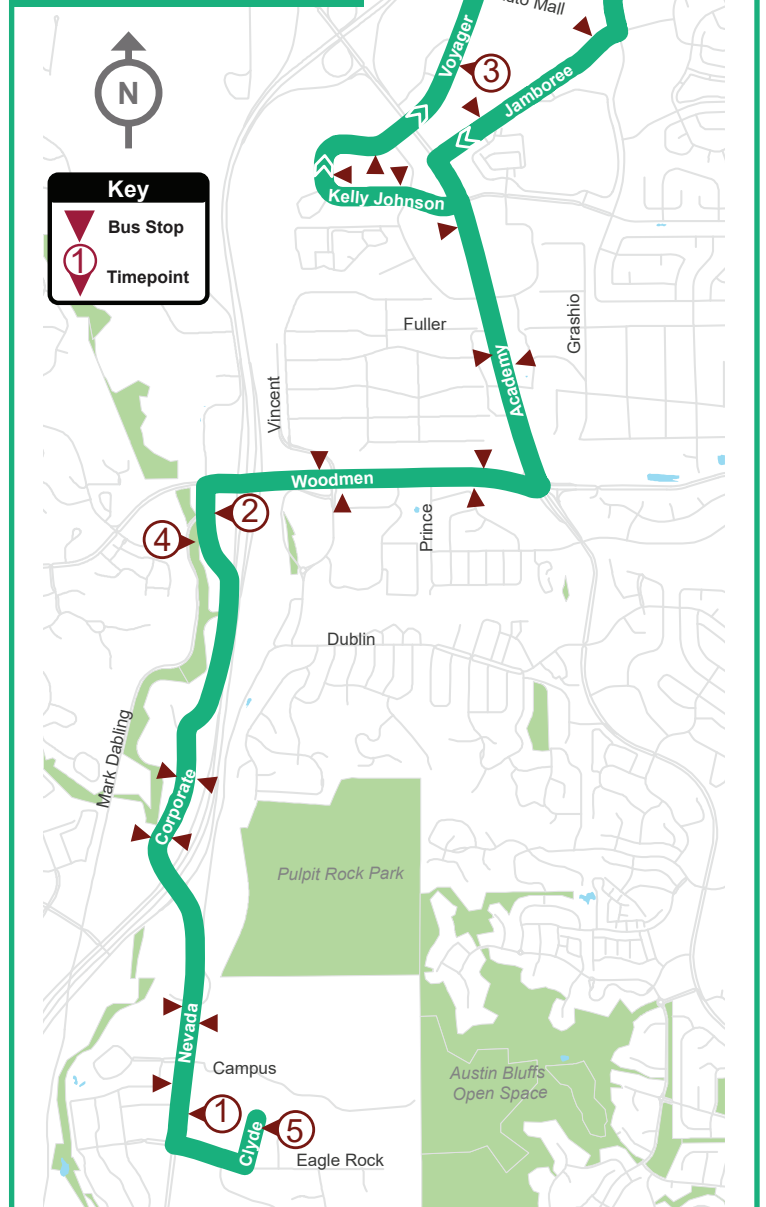 Mall
Voyager
3
Jamboree
N
Key
Bus Stop
1
Timepoint
Kelly Johnson
Fuller
Grashio
Academy
Vincent
Woodmen
2
Prince
4
Dublin
Mark Dabling
Corporate
Pulpit Rock Park
Nevada
Campus
Austin Bluffs
Open Space
1
5
Clyde
Eagle Rock